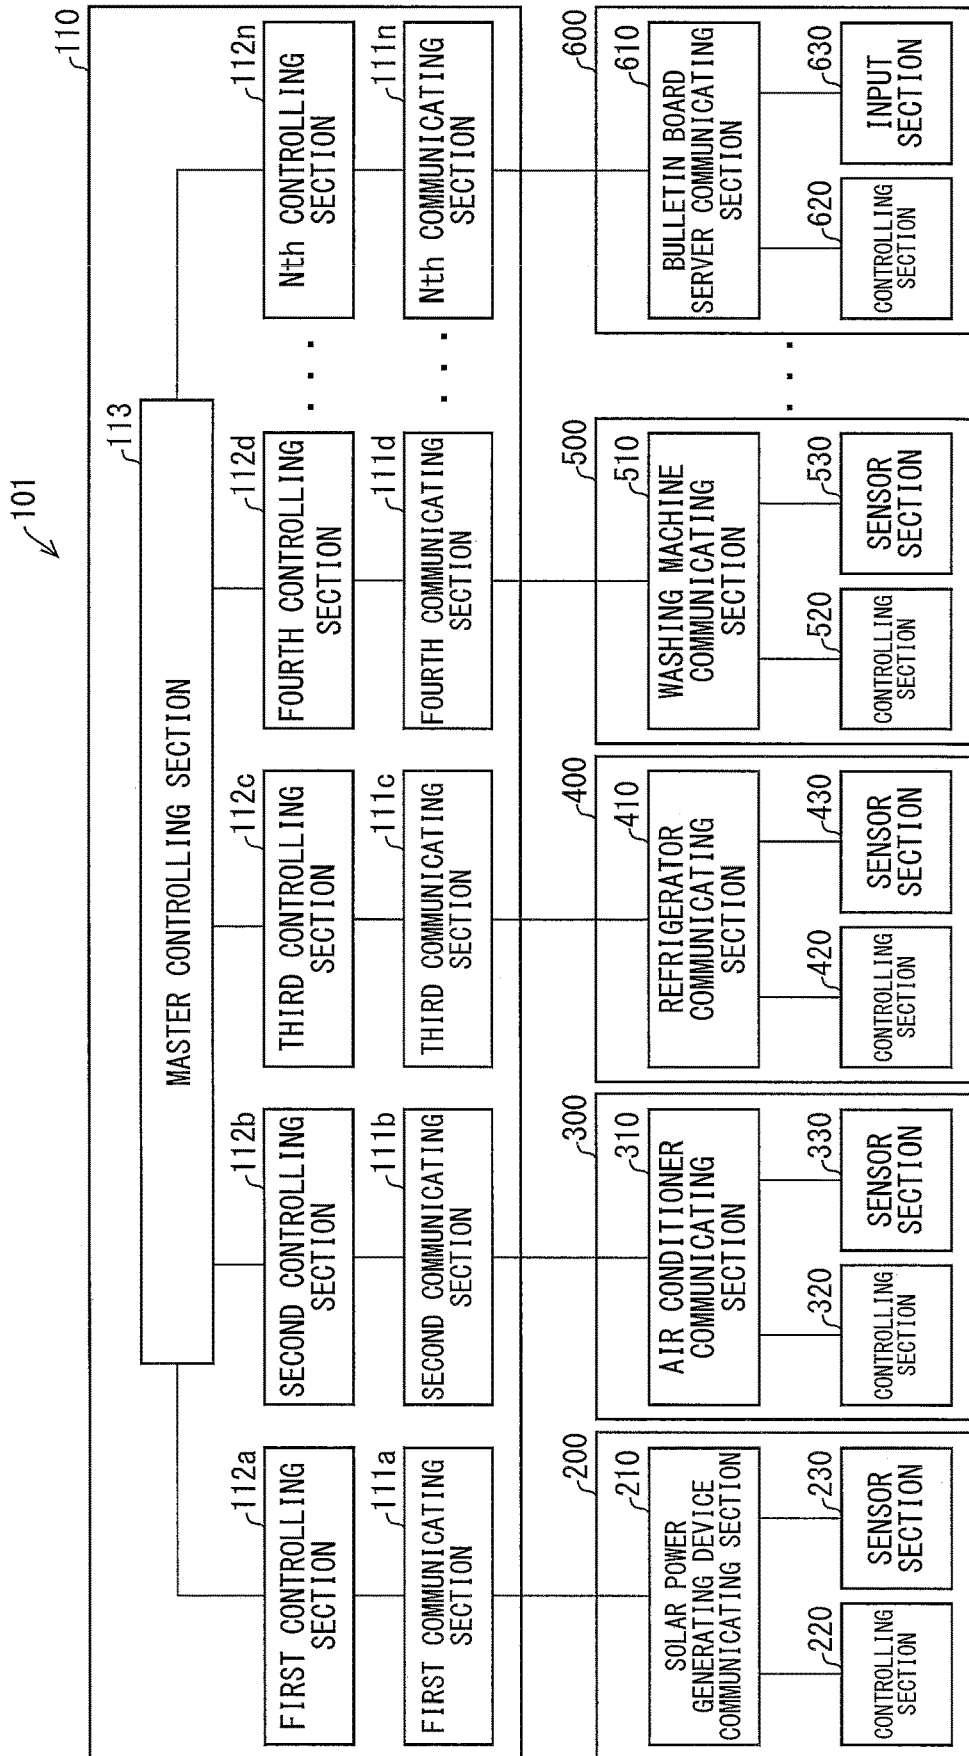 101
110
113
MASTER CONTROLLING SECTION
112a
FIRST CONTROLLING
SECTION
112b
SECOND CONTROLLING
SECTION
112c
THIRD CONTROLLING
SECTION
112d
FOURTH CONTROLLING
SECTION
. . .
112n
Nth CONTROLLING
SECTION
111a
FIRST COMMUNICATING
SECTION
111b
SECOND COMMUNICATING
SECTION
111c
THIRD COMMUNICATING
SECTION
111d
FOURTH COMMUNICATING
SECTION
. . .
111n
Nth COMMUNICATING
SECTION
200
210
SOLAR POWER
GENERATING DEVICE
COMMUNICATING SECTION
220
CONTROLLING
SECTION
230
SENSOR
SECTION
300
310
AIR CONDITIONER
COMMUNICATING
SECTION
320
CONTROLLING
SECTION
330
SENSOR
SECTION
400
410
REFRIGERATOR
COMMUNICATING
SECTION
420
CONTROLLING
SECTION
430
SENSOR
SECTION
500
510
WASHING MACHINE
COMMUNICATING
SECTION
520
CONTROLLING
SECTION
530
SENSOR
SECTION
. . .
600
610
BULLETIN BOARD
SERVER COMMUNICATING
SECTION
620
CONTROLLING
SECTION
630
INPUT
SECTION